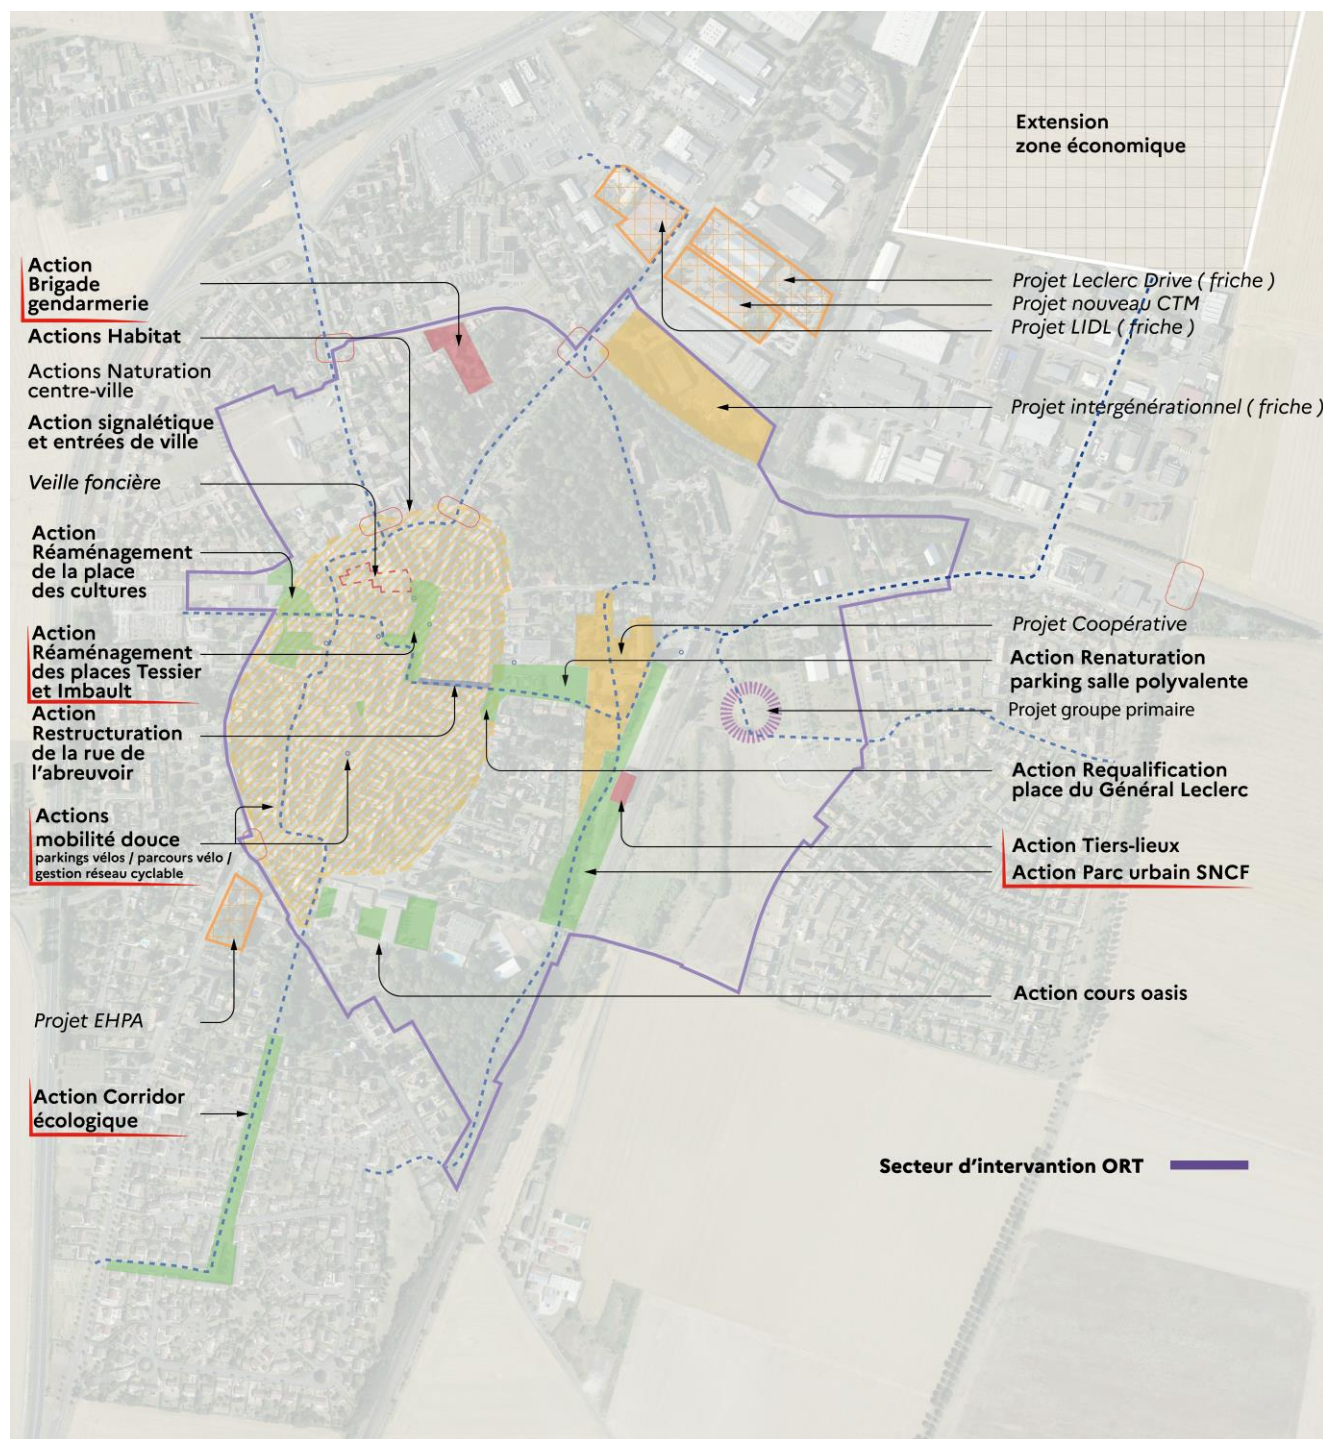 Extension
zone économique
Action
Brigade
gendarmerie
Actions Habitat
Actions Naturation
centre-ville
Action signalétique
et entrées de ville
Veille foncière
Action
Réaménagement
de la place
des cultures
Action
Réaménagement
des places Tessier
et Imbault
Action
Restructuration
de la rue de
l'abreuvoir
Actions
mobilité douce
parkings vélos / parcours vélo /
gestion réseau cyclable
Projet EHPA
Action Corridor
écologique
Projet Leclerc Drive ( friche )
Projet nouveau CTM
Projet LIDL ( friche )
Projet intergénérationnel ( friche )
Projet Coopérative
Action Renaturation
parking salle polyvalente
Projet groupe primaire
Action Requalification
place du Général Leclerc
Action Tiers-lieux
Action Parc urbain SNCF
Action cours oasis
Secteur d'intervantion ORT